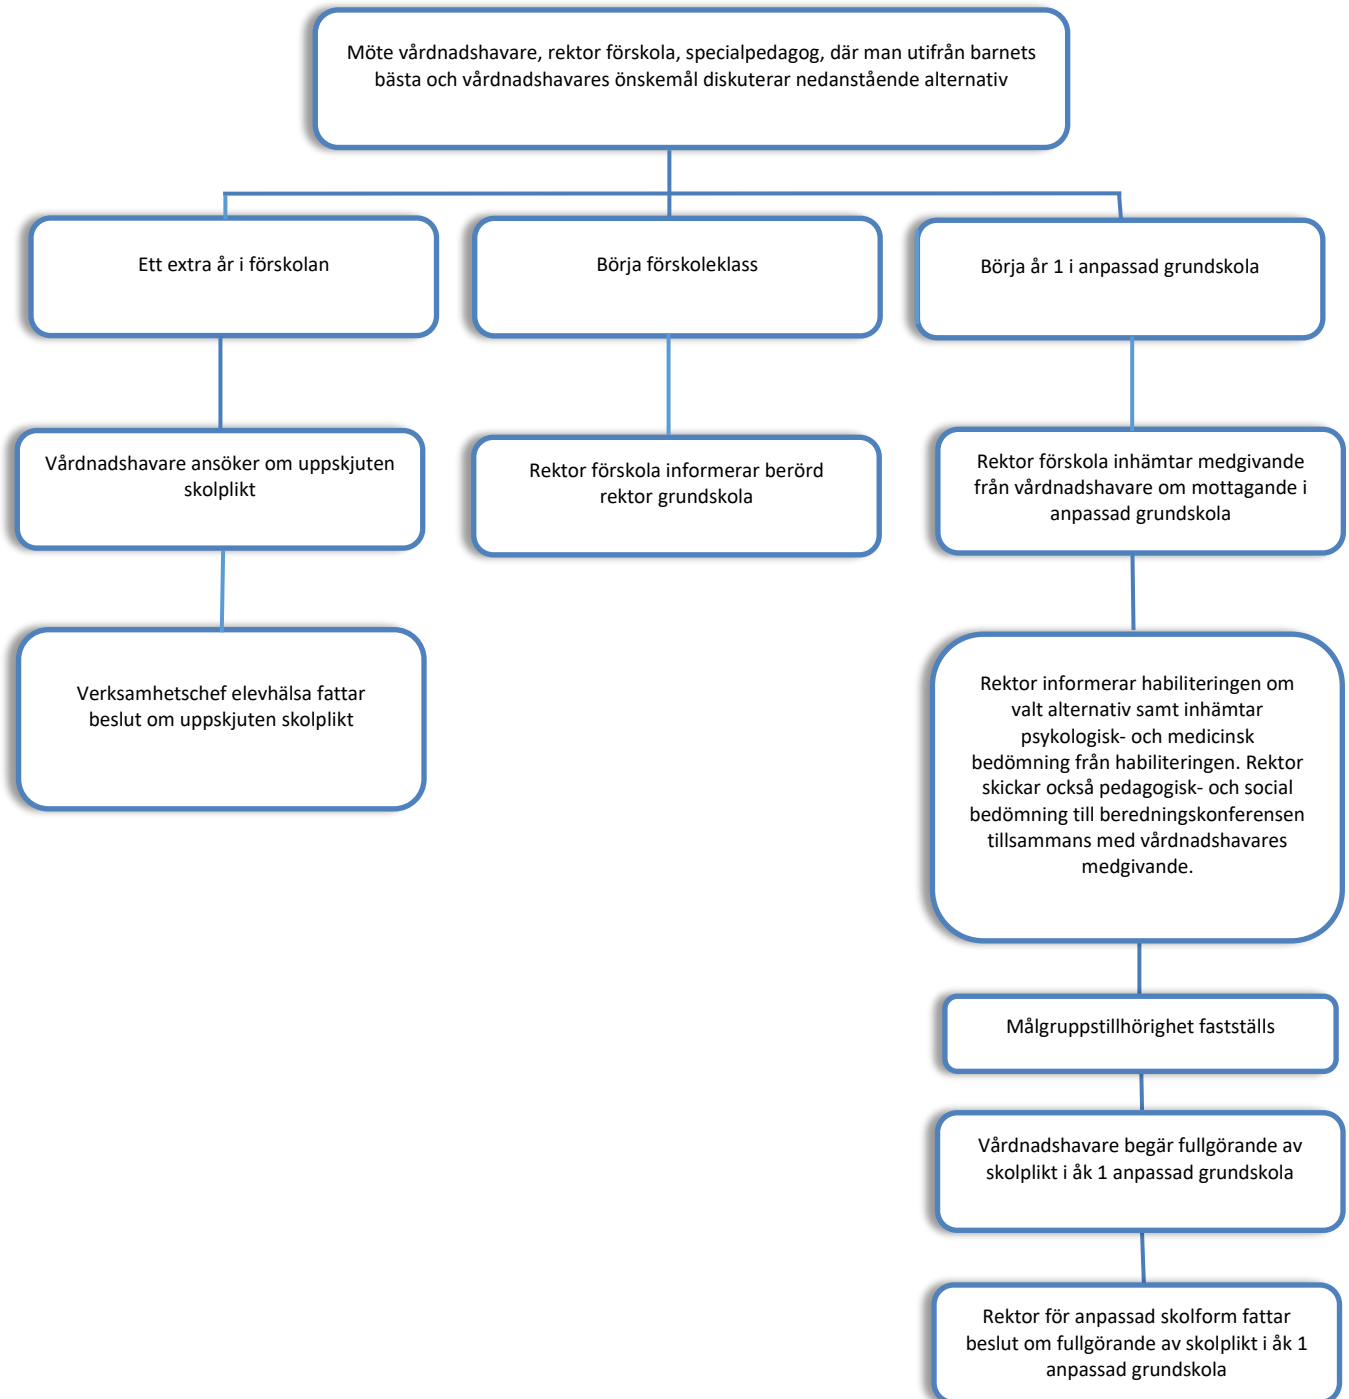 Möte vårdnadshavare, rektor förskola, specialpedagog, där man utifrån barnets
bästa och vårdnadshavares önskemål diskuterar nedanstående alternativ
Ett extra år i förskolan
Börja förskoleklass
Börja år 1 i anpassad grundskola
Vårdnadshavare ansöker om uppskjuten
skolplikt
Rektor förskola informerar berörd
rektor grundskola
Rektor förskola inhämtar medgivande
från vårdnadshavare om mottagande i
anpassad grundskola
Verksamhetschef elevhälsa fattar
beslut om uppskjuten skolplikt
Rektor informerar habiliteringen om
valt alternativ samt inhämtar
psykologisk- och medicinsk
bedömning från habiliteringen. Rektor
skickar också pedagogisk- och social
bedömning till beredningskonferensen
tillsammans med vårdnadshavares
medgivande.
Målgruppstillhörighet fastställs
Vårdnadshavare begär fullgörande av
skolplikt i åk 1 anpassad grundskola
Rektor för anpassad skolform fattar
beslut om fullgörande av skolplikt i åk 1
anpassad grundskola